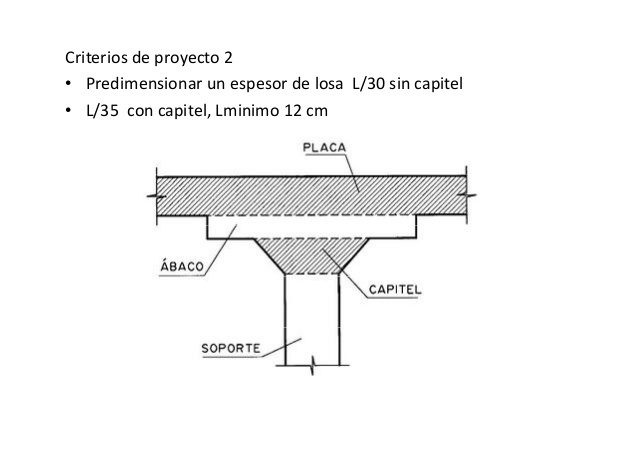 Criterios de proyecto 2
• Predimensionar un espesor de losa L/30 sin capitel
• L/35 con capitel, Lminimo 12 cm
PLACA
ÁBACO
CAPITEL
SOPORTE